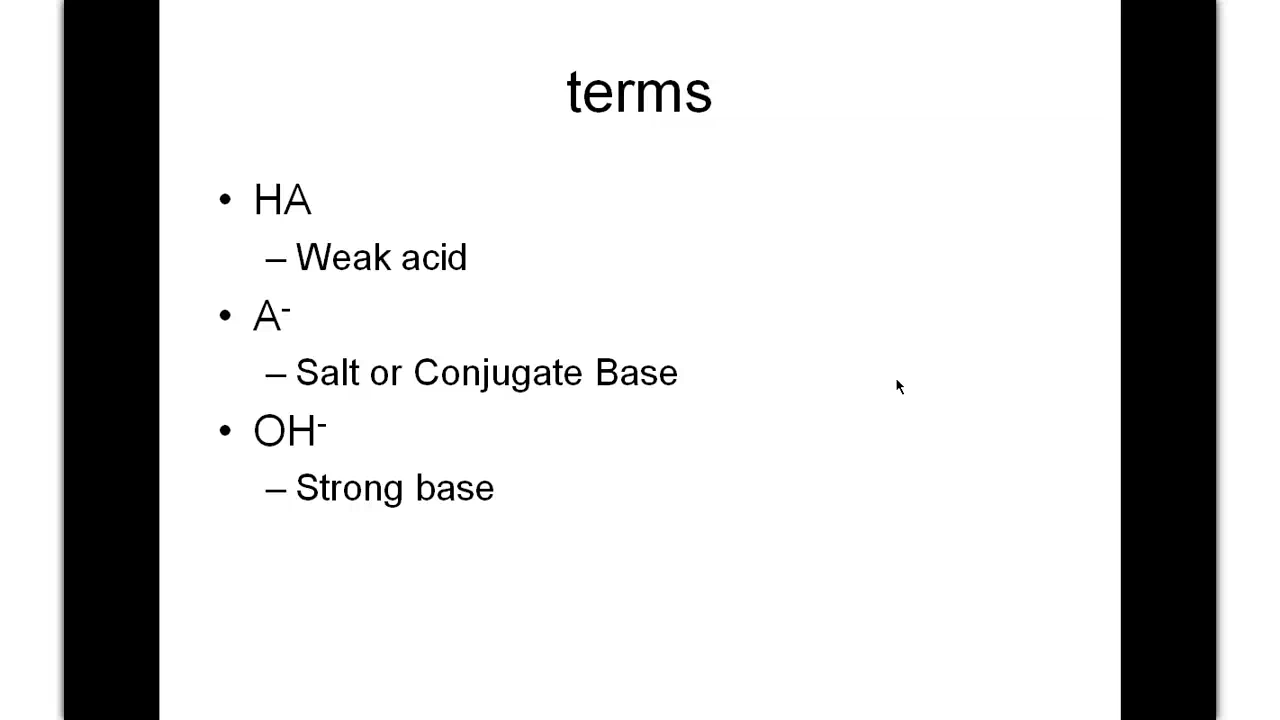 terms
• HA
– Weak acid
• A-
– Salt or Conjugate Base
• OH-
– Strong base